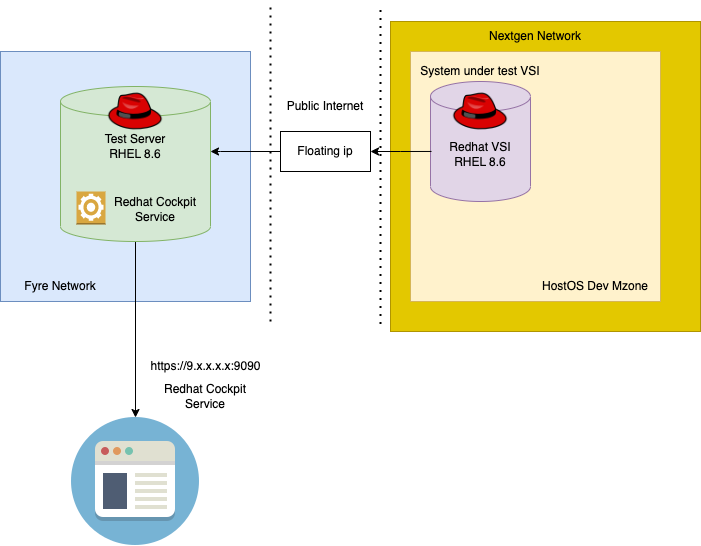 Nextgen Network
System under test VSI
Public Internet
Test Server
RHEL 8.6
Floating ip
Redhat VSI
RHEL 8.6
Redhat Cockpit
Service
Fyre Network
HostOS Dev Mzone
https://9.x.x.x:9090
Redhat Cockpit
Service